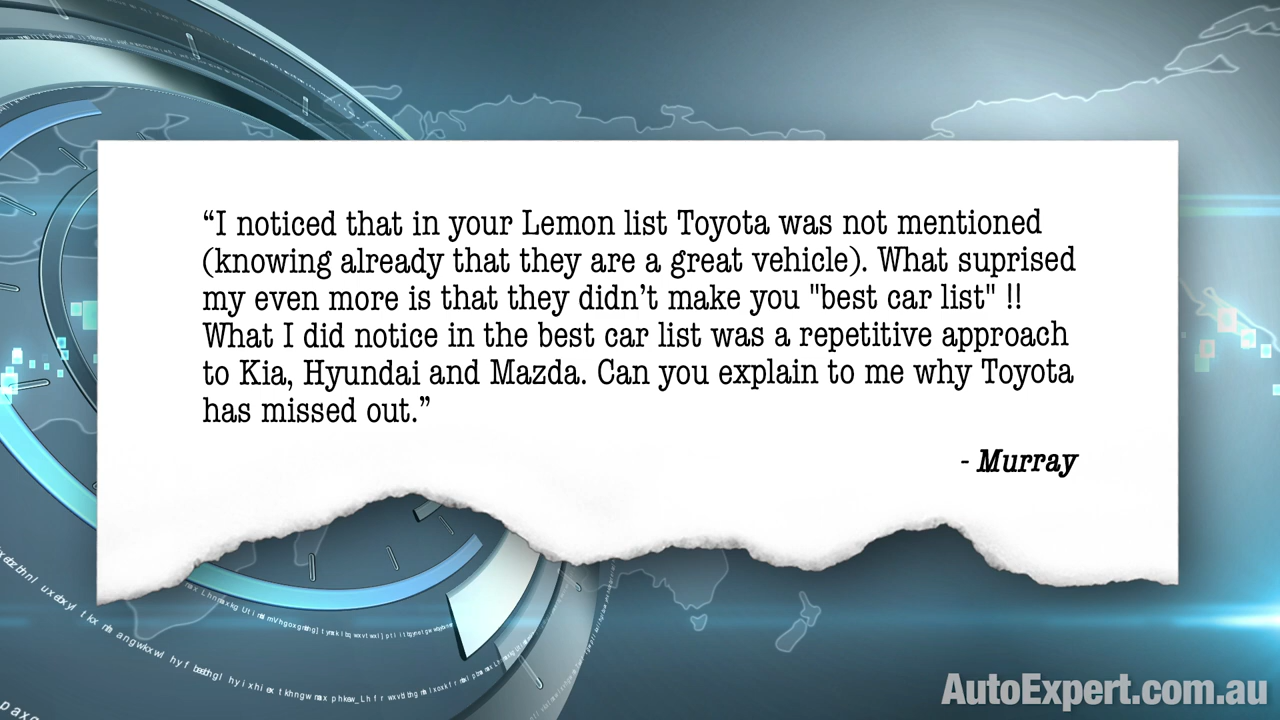 “I noticed that in your Lemon list Toyota was not mentioned
(knowing already that they are a great vehicle). What suprised
my even more is that they didn’t make you "best car list" !!
What I did notice in the best car list was a repetitive approach
to Kia, Hyundai and Mazda. Can you explain to me why Toyota
has missed out.”
- Murray
AutoExpert.com.au